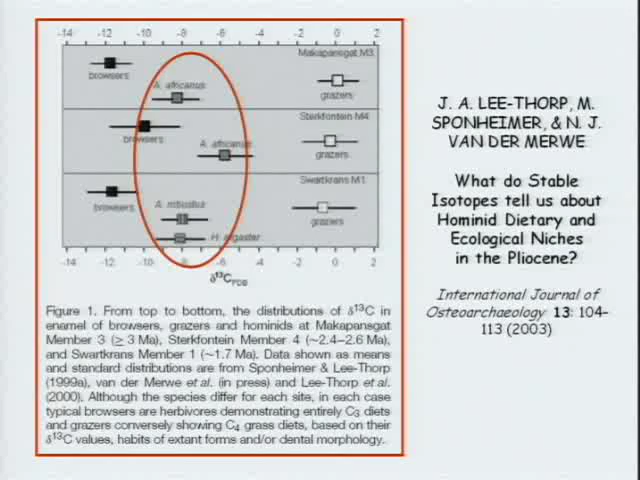 -14 -12 -10 -8 -6 -4 -2 0 2
Makapansgat M3
browsers
A. africanus
grazers
Sterkfontein M4
browsers
A. africanus
grazers
Swartkrans M1
browsers
A. robustus
grazers
H. ergaster
-14 -12 -10 -8 -6 -4 -2 0 2
δ13CPDB
Figure 1. From top to bottom, the distributions of δ13C in
enamel of browsers, grazers and hominids at Makapansgat
Member 3 (≥ 3 Ma), Sterkfontein Member 4 (~2.4–2.6 Ma),
and Swartkrans Member 1 (~1.7 Ma). Data shown as means
and standard distributions are from Sponheimer & Lee-Thorp
(1999a), van der Merwe et al. (in press) and Lee-Thorp et al.
(2000). Although the species differ for each site, in each case
typical browsers are herbivores demonstrating entirely C3 diets
and grazers conversely showing C4 grass diets, based on their
δ13C values, habits of extant forms and/or dental morphology.
J. A. LEE-THORP, M.
SPONHEIMER, & N. J.
VAN DER MERWE
What do Stable
Isotopes tell us about
Hominid Dietary and
Ecological Niches
in the Pliocene?
International Journal of
Osteoarchaeology 13: 104-
113 (2003)